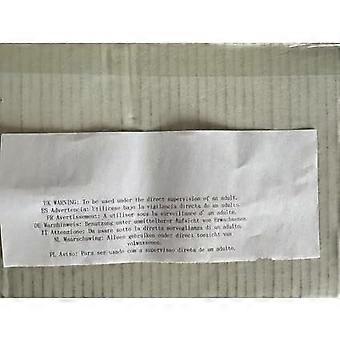 UK WARNING: To be used under the direct supervision of an adult.
ES Advertencia: Utilícese bajo la vigilancia directa de un adulto.
FR Avertissement: A utiliser sous la surveillance d' un adulte.
DE Warnhinweis: Benutzung unter unmittelbarer Aufsicht von Erwachsenen.
IT Attenzione: Da usare sotto la diretta sorveglianza di un adulto.
NL Waarschuwing: Alleen gebruiken onder direct toezicht van
volwassenen.
PL Aviso: Para ser usado com a supervisao direta de um adulto.